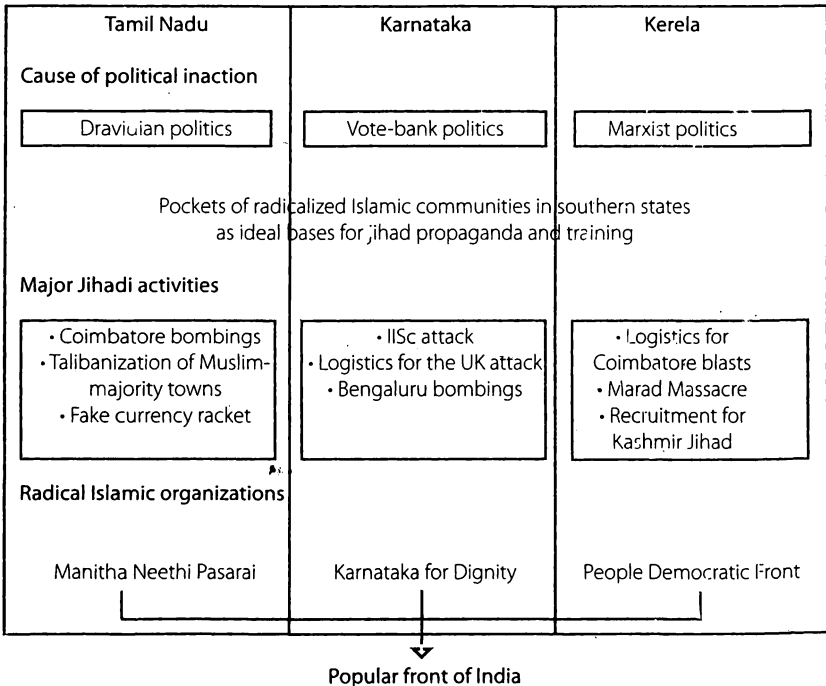 Tamil Nadu
Karnataka
Kerela
Cause of political inaction
Dravidian politics
Vote-bank politics
Marxist politics
Pockets of radicalized Islamic communities in southern states
as ideal bases for jihad propaganda and training
Major Jihadi activities
• Coimbatore bombings
• Talibanization of Muslim-
majority towns
• Fake currency racket
• IISc attack
• Logistics for the UK attack
• Bengaluru bombings
• Logistics for
Coimbatore blasts
• Marad Massacre
• Recruitment for
Kashmir Jihad
Radical Islamic organizations
Manitha Neethi Pasarai
Karnataka for Dignity
People Democratic Front
Popular front of India